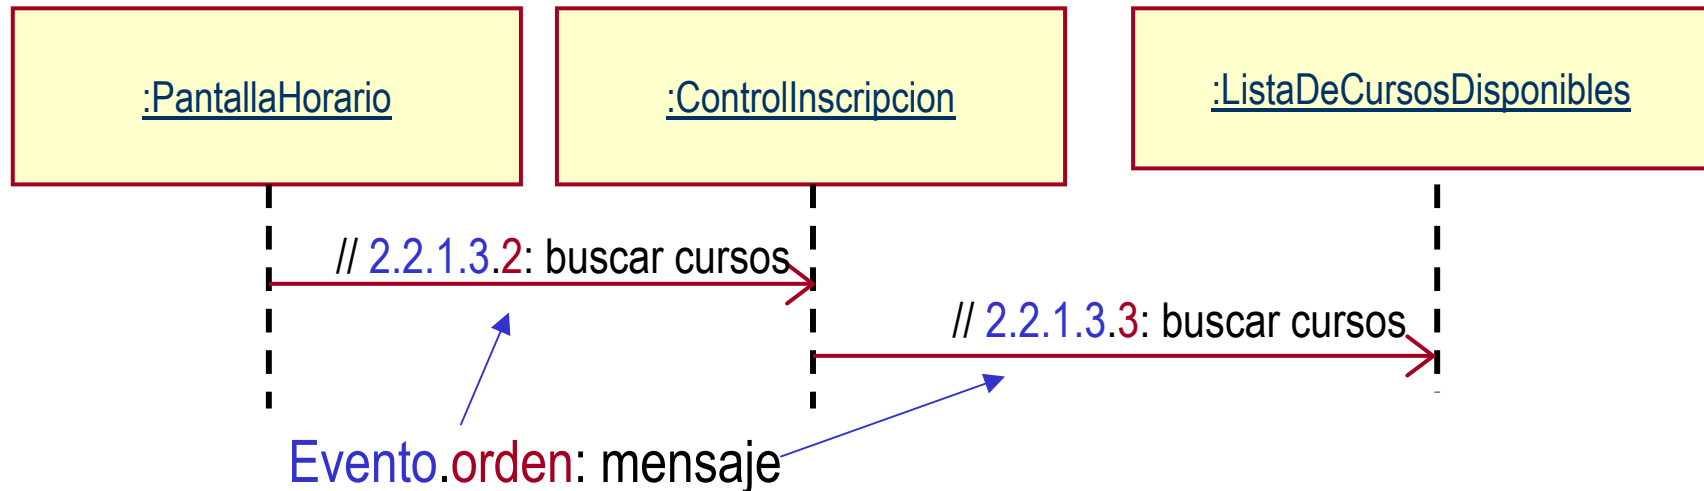 :PantallaHorario
:ControlInscripcion
:ListaDeCursosDisponibles
// 2.2.1.3.2: buscar cursos
// 2.2.1.3.3: buscar cursos
Evento.orden: mensaje